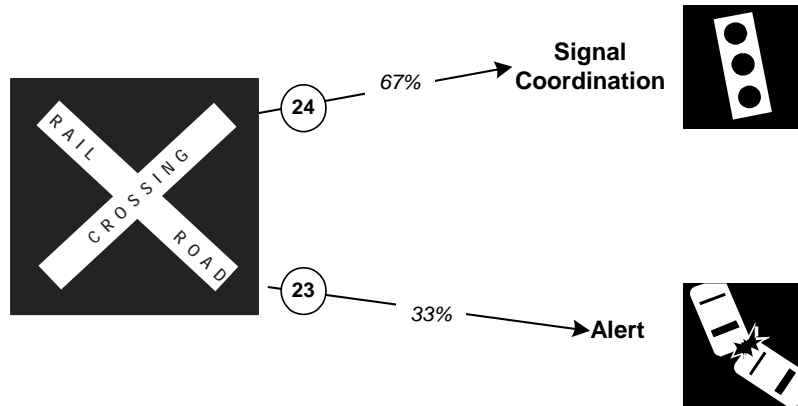 RAIL
CROSSING
ROAD
24
67%
Signal
Coordination
23
33%
Alert